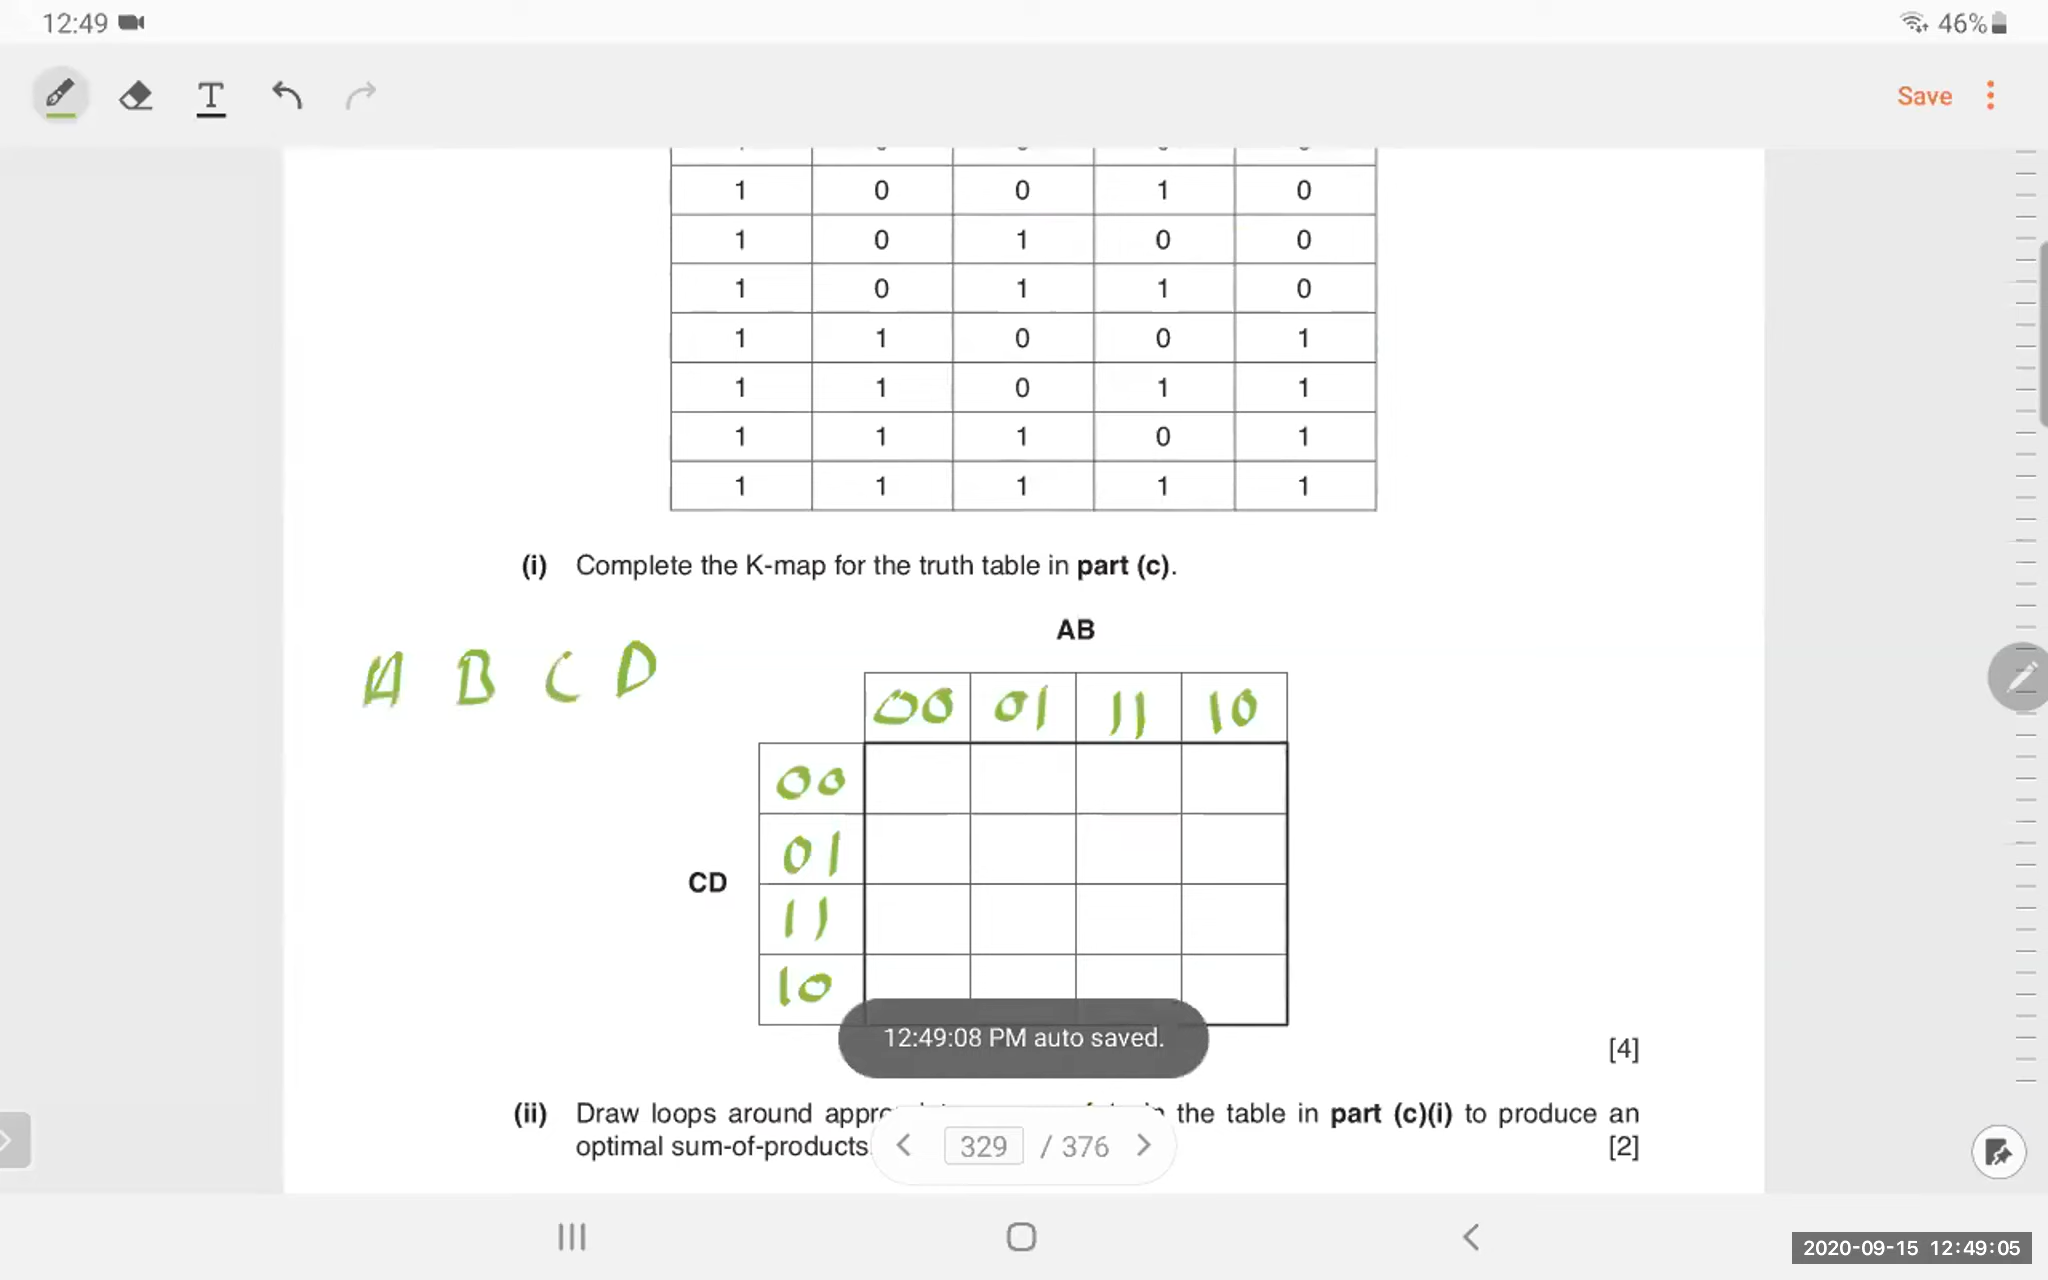 12:49
46%
T
Save
1 0 0 1 0
1 0 1 0 0
1 0 1 1 0
1 1 0 0 1
1 1 0 1 1
1 1 1 0 1
1 1 1 1 1
(i) Complete the K-map for the truth table in part (c).
AB
A B C D
00 01 11 10
00
01
CD
11
10
12:49:08 PM auto saved.
[4]
(ii) Draw loops around the table in part (c)(i) to produce an
optimal sum-of-products
[2]
329 / 376
2020-09-15 12:49:05